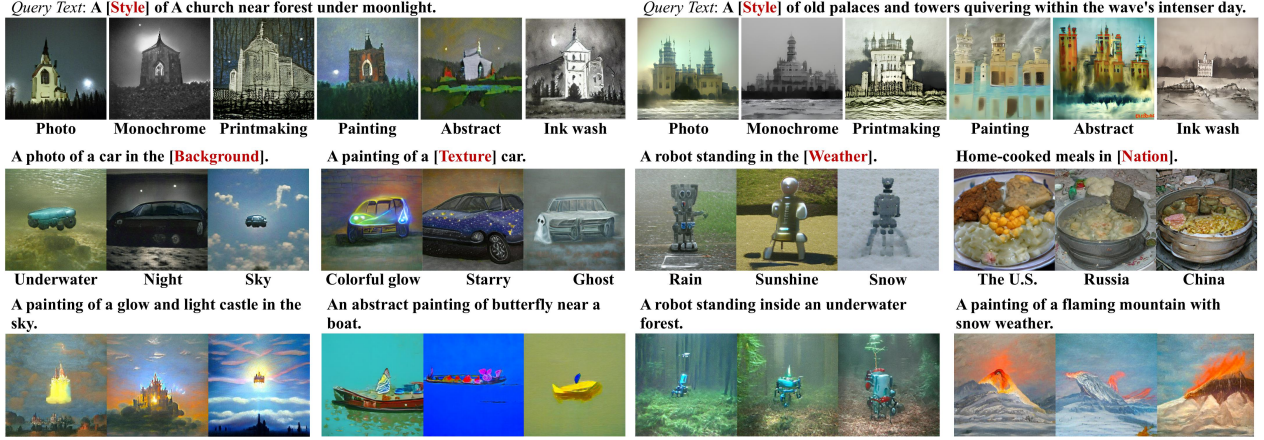 Query Text: A [Style] of A church near forest under moonlight.
Photo Monochrome Printmaking Painting Abstract Ink wash
Query Text: A [Style] of old palaces and towers quivering within the wave's intenser day.
Photo Monochrome Printmaking Painting Abstract Ink wash
A photo of a car in the [Background].
Underwater Night Sky
A painting of a [Texture] car.
Colorful glow Starry Ghost
A robot standing in the [Weather].
Rain Sunshine Snow
Home-cooked meals in [Nation].
The U.S. Russia China
A painting of a glow and light castle in the
sky.
An abstract painting of butterfly near a
boat.
A robot standing inside an underwater
forest.
A painting of a flaming mountain with
snow weather.